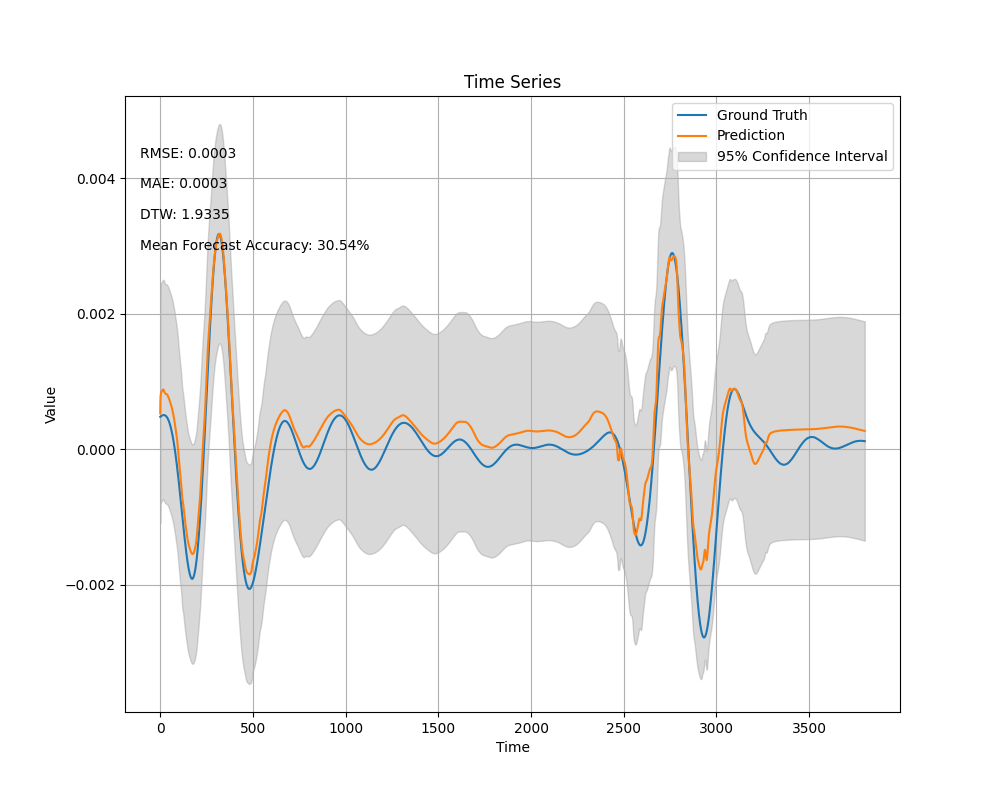 Time Series
Ground Truth
Prediction
95% Confidence Interval
RMSE: 0.0003
MAE: 0.0003
DTW: 1.9335
Mean Forecast Accuracy: 30.54%
0.004
0.002
0.000
−0.002
Value
0 500 1000 1500 2000 2500 3000 3500
Time